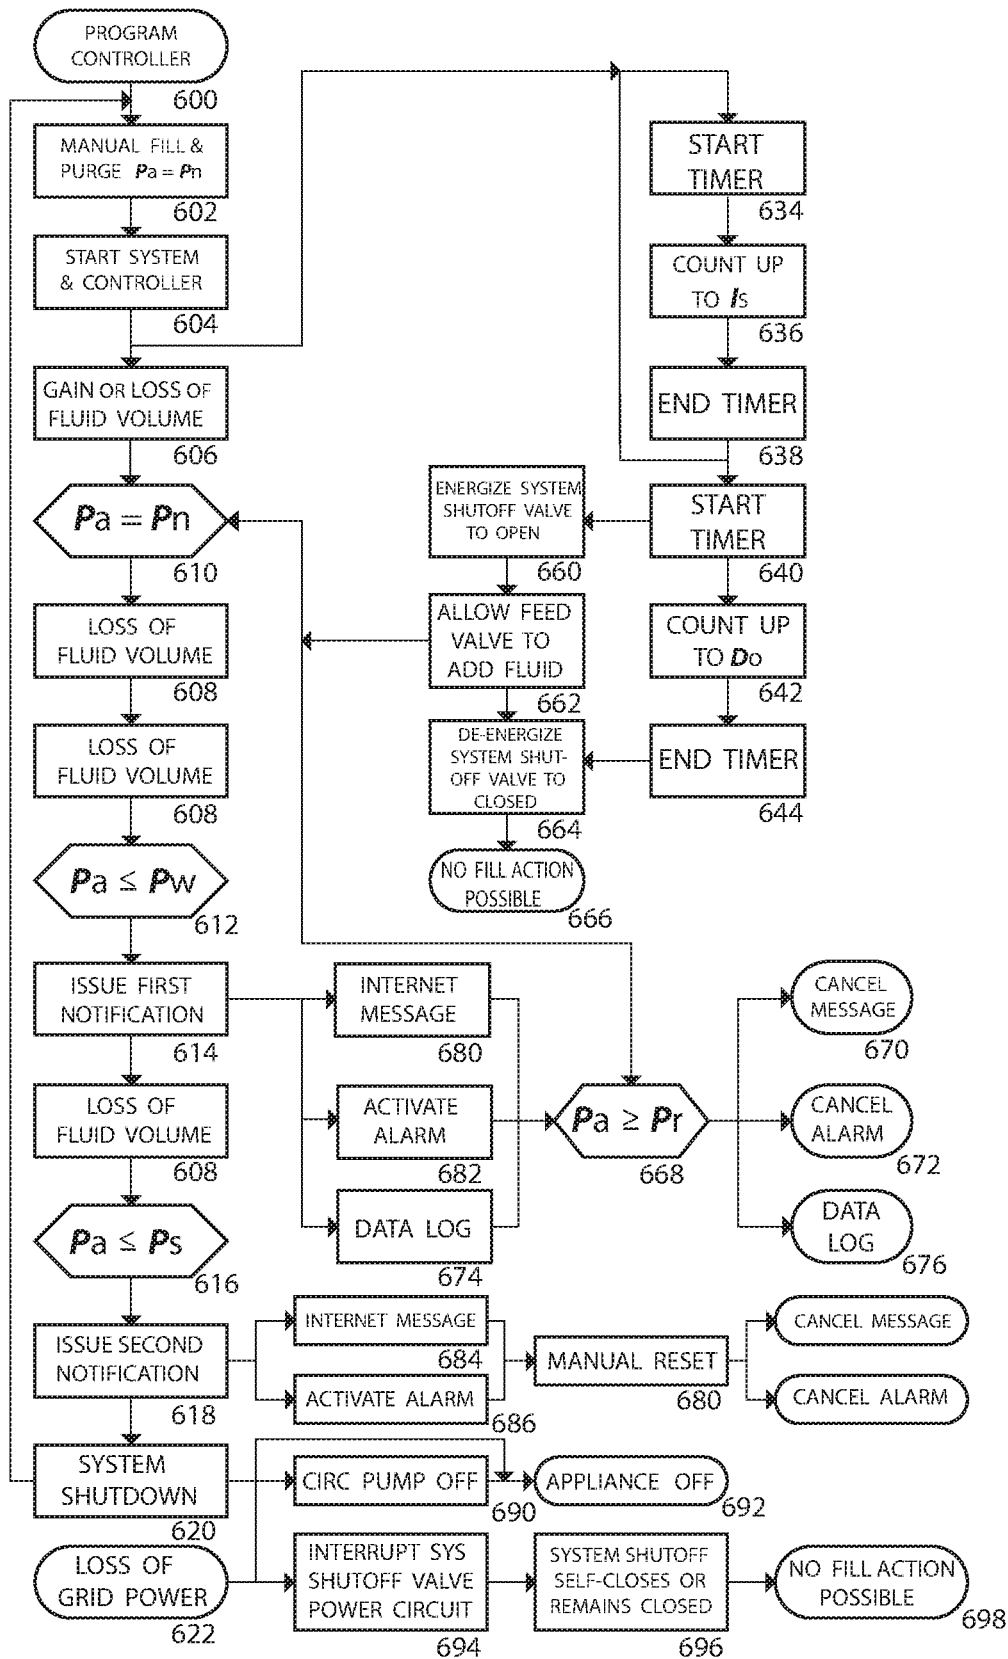 PROGRAM
CONTROLLER
600
MANUAL FILL &
PURGE Pa = Pn
602
START SYSTEM
& CONTROLLER
604
GAIN OR LOSS OF
FLUID VOLUME
606
Pa = Pn
610
LOSS OF
FLUID VOLUME
608
LOSS OF
FLUID VOLUME
608
Pa ≤ Pw
612
ISSUE FIRST
NOTIFICATION
614
LOSS OF
FLUID VOLUME
608
Pa ≤ Ps
616
ISSUE SECOND
NOTIFICATION
618
SYSTEM
SHUTDOWN
620
LOSS OF
GRID POWER
622
START
TIMER
634
COUNT UP
TO Is
636
END TIMER
638
START
TIMER
640
COUNT UP
TO Do
642
END TIMER
644
ENERGIZE SYSTEM
SHUTOFF VALVE
TO OPEN
660
ALLOW FEED
VALVE TO
ADD FLUID
662
DE-ENERGIZE
SYSTEM SHUT-
OFF VALVE TO
CLOSED
664
NO FILL ACTION
POSSIBLE
666
INTERNET
MESSAGE
680
ACTIVATE
ALARM
682
DATA LOG
674
Pa ≥ Pr
668
CANCEL
MESSAGE
670
CANCEL
ALARM
672
DATA
LOG
676
INTERNET MESSAGE
684
ACTIVATE ALARM
686
MANUAL RESET
680
CANCEL MESSAGE
CANCEL ALARM
CIRC PUMP OFF
690
APPLIANCE OFF
692
INTERRUPT SYS
SHUTOFF VALVE
POWER CIRCUIT
694
SYSTEM SHUTOFF
SELF-CLOSES OR
REMAINS CLOSED
696
NO FILL ACTION
POSSIBLE
698